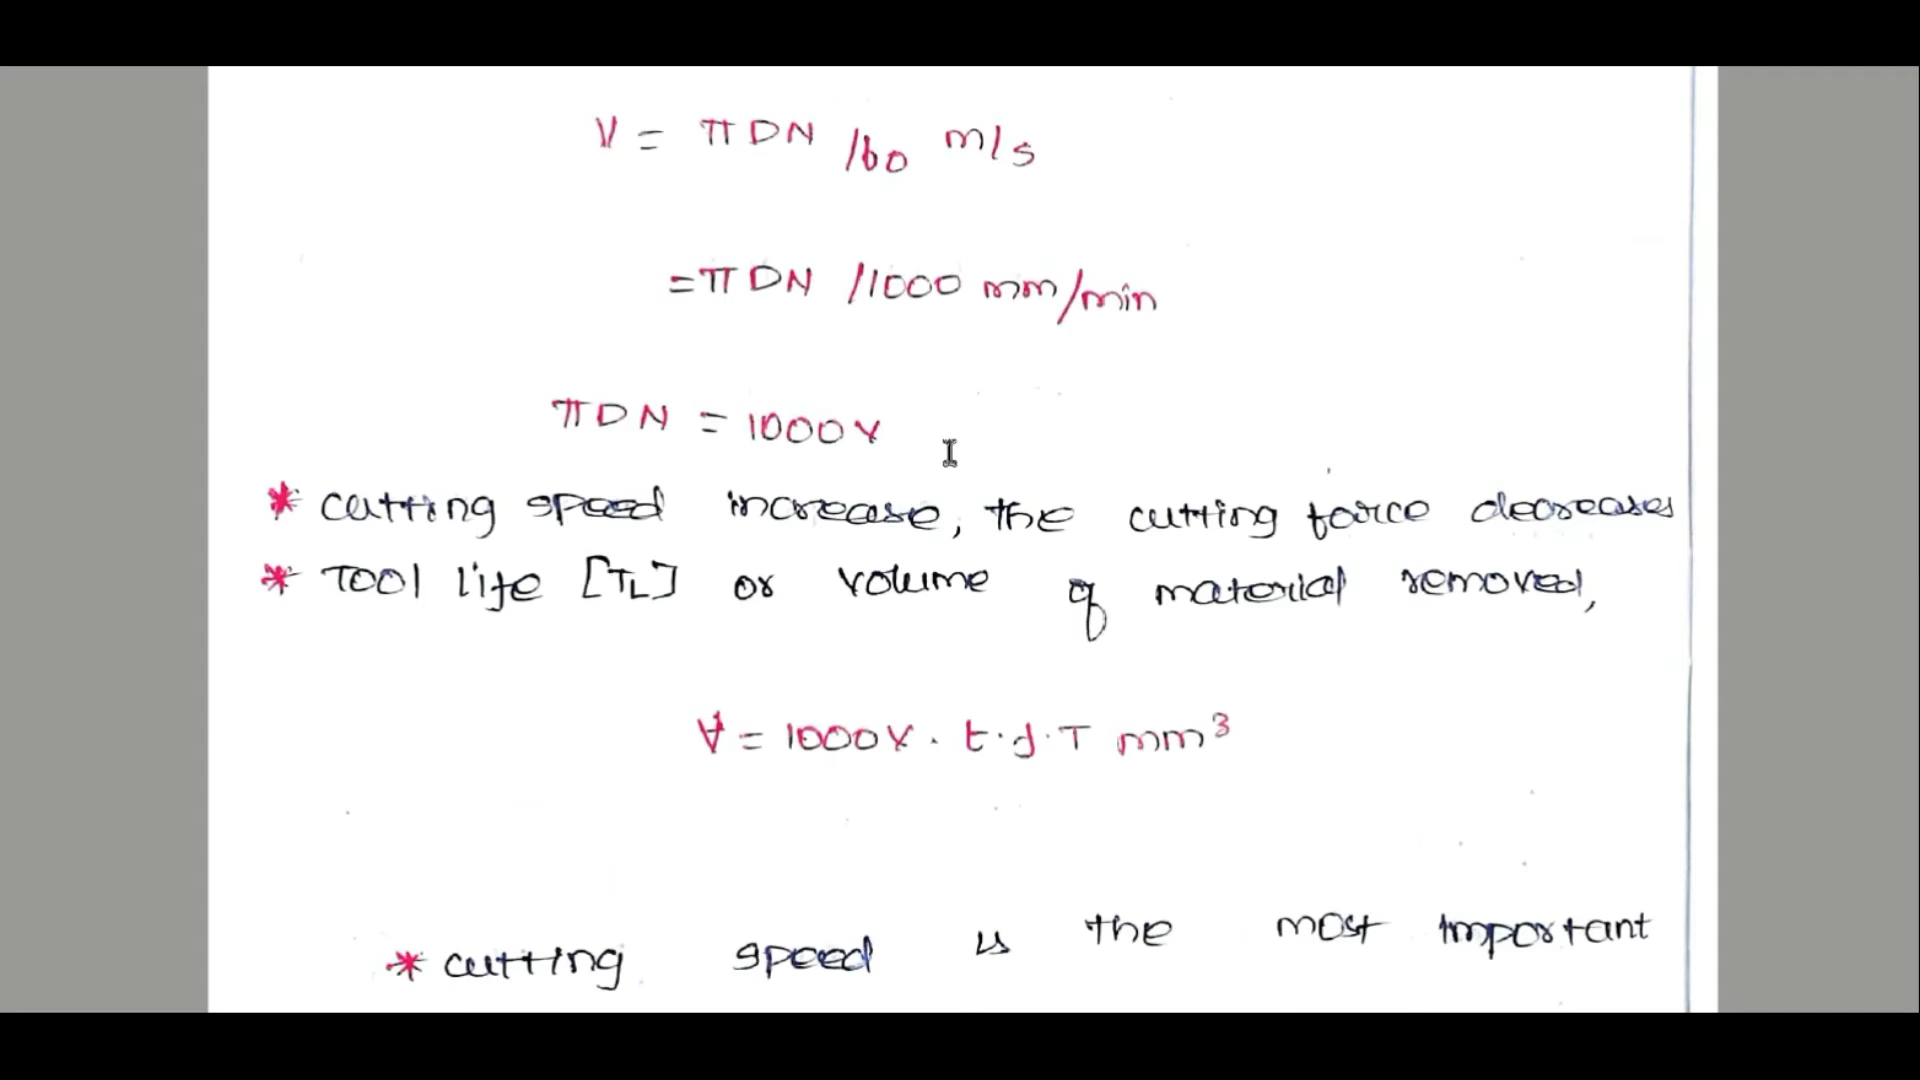 V = πDN /60 m/s
= πDN /1000 mm/min
πDN = 1000V
* cutting speed increase, the cutting force decreases
* Tool life [TL] or volume of material removed,
V = 1000V . t.f.T mm³
* cutting speed is the most important